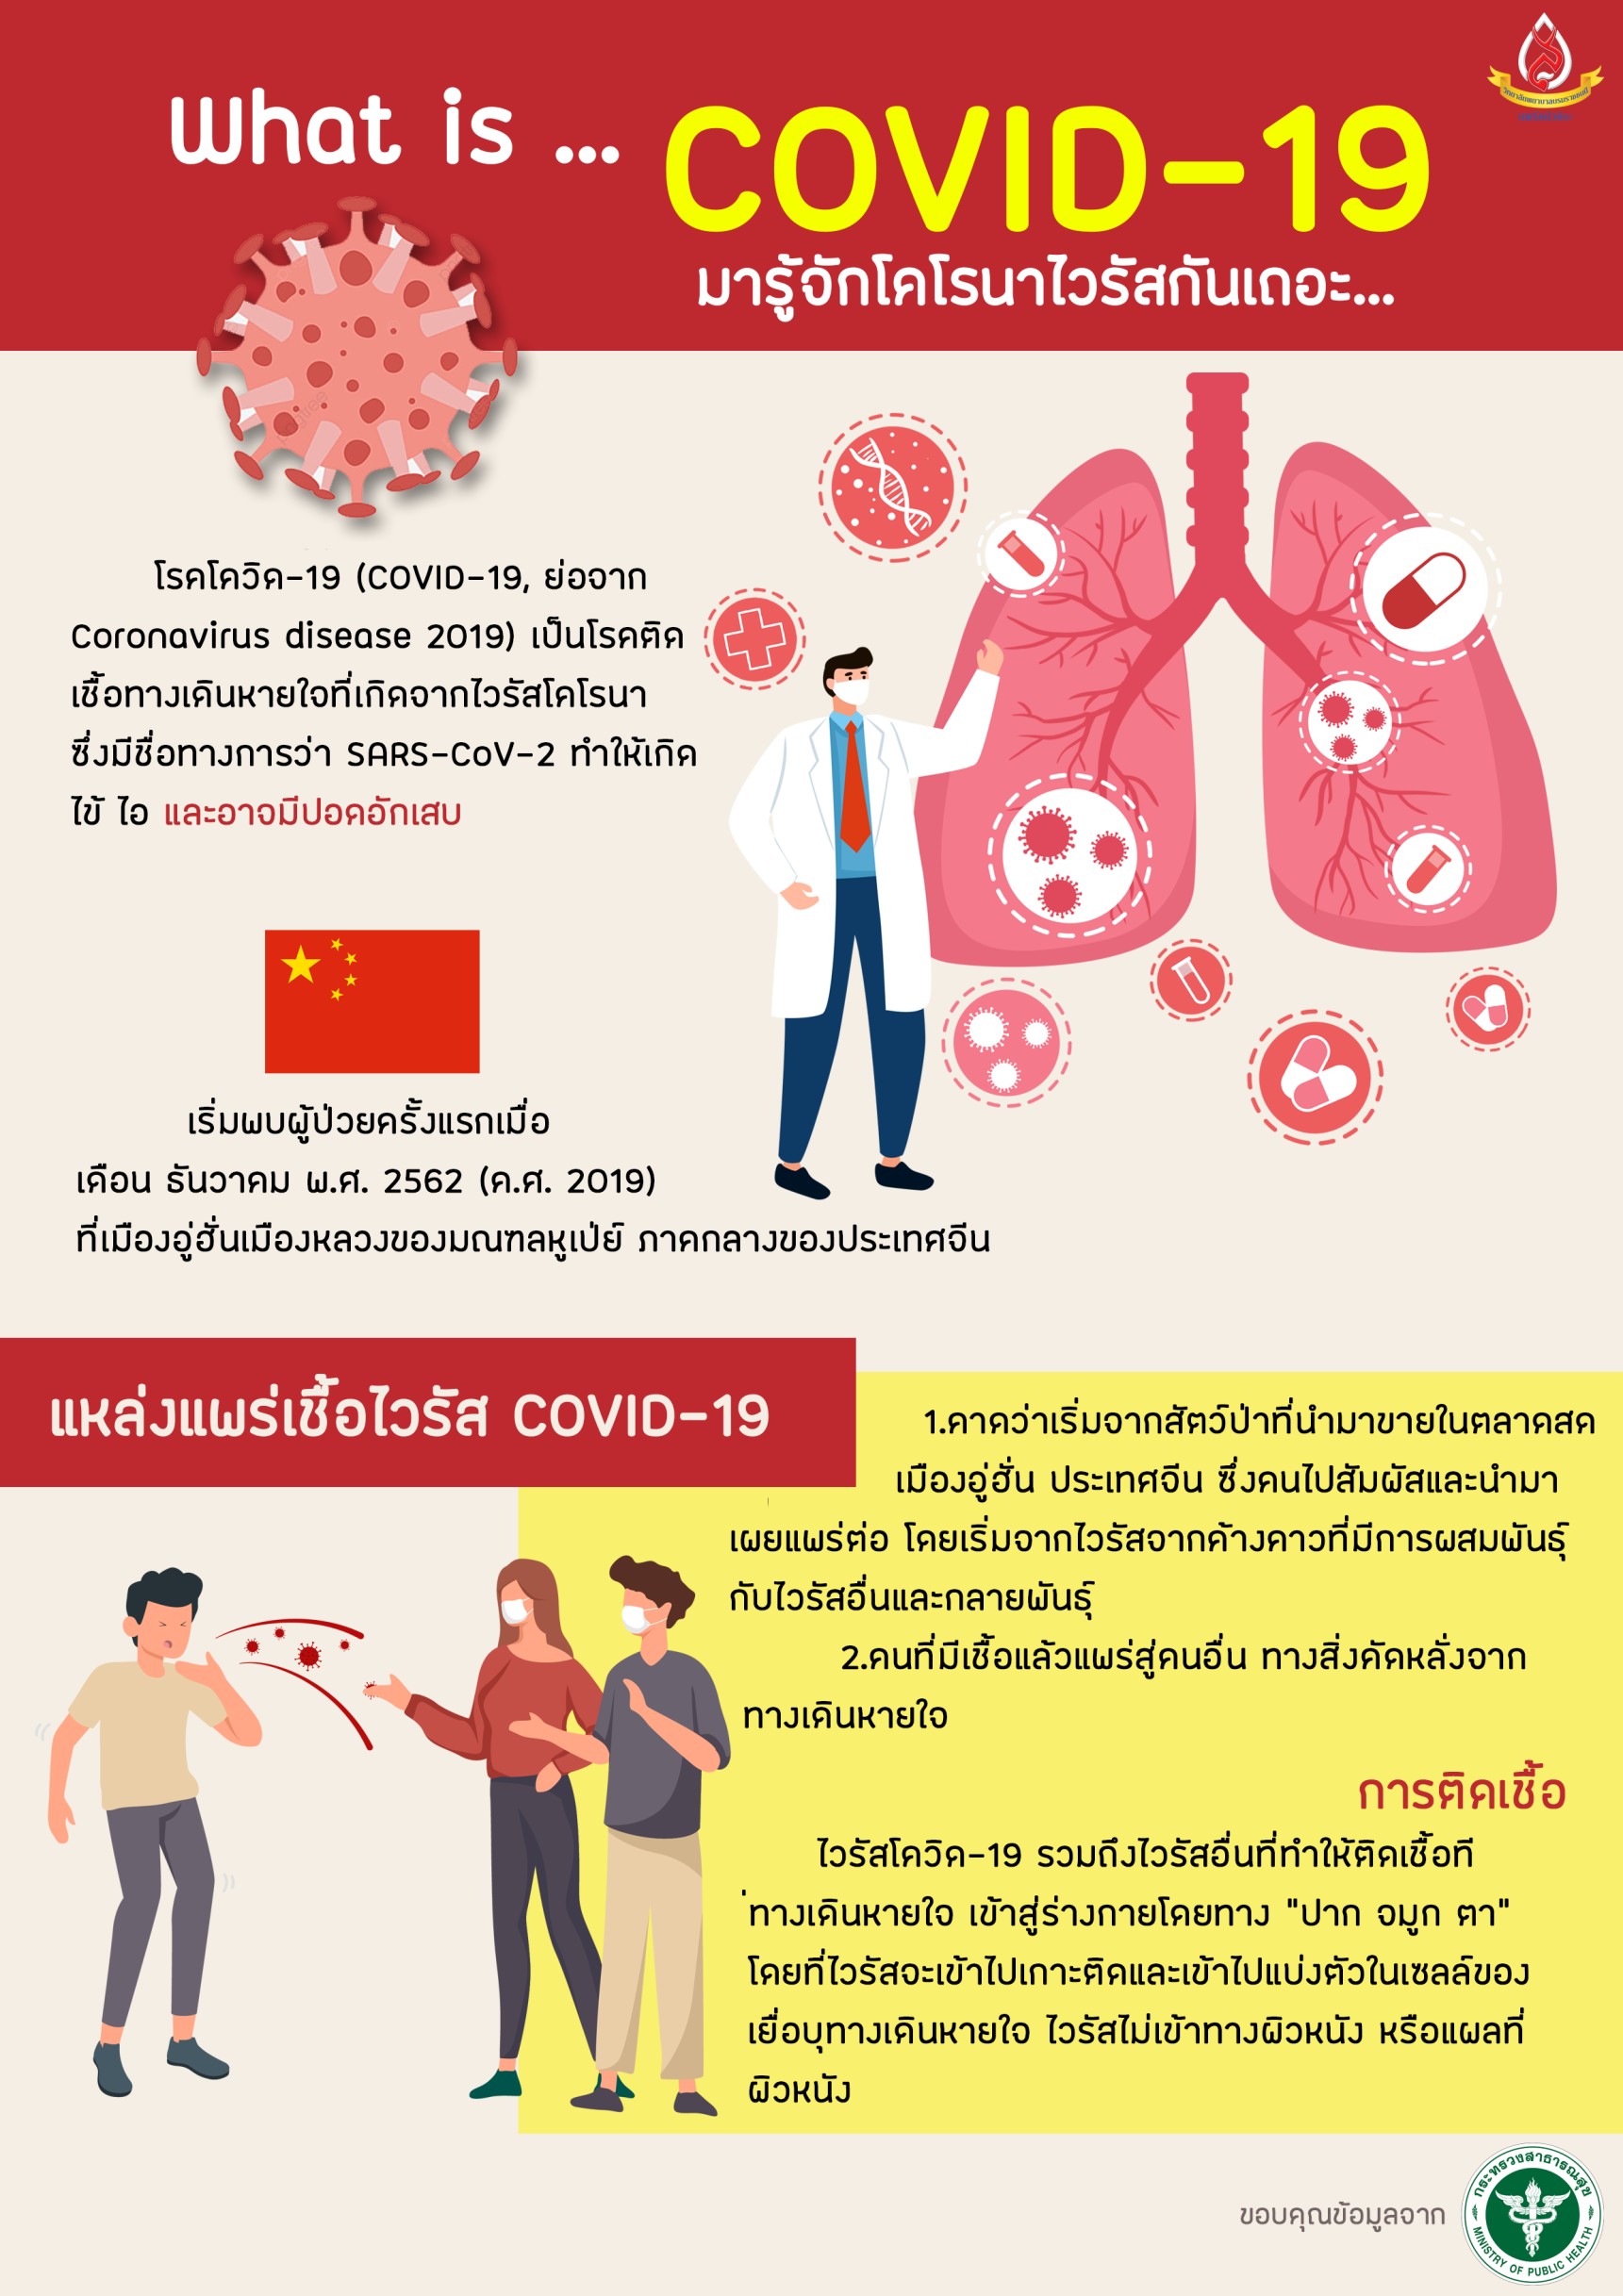 What is ...
COVID-19
มารู้จักโคโรนาไวรัสกันเถอะ...
วิทยาลัยพยาบาลบรมราชชนนี
โรคโควิด-19 (COVID-19, ย่อจาก
Coronavirus disease 2019) เป็นโรคติด
เชื้อทางเดินหายใจที่เกิดจากไวรัสโคโรนา
ซึ่งมีชื่อทางการว่า SARS-CoV-2 ทำให้เกิด
ไข้ ไอ และอาจมีปอดอักเสบ
เริ่มพบผู้ป่วยครั้งแรกเมื่อ
เดือน ธันวาคม พ.ศ. 2562 (ค.ศ. 2019)
ที่เมืองอู่ฮั่นเมืองหลวงของมณฑลหูเป่ย์ ภาคกลางของประเทศจีน
แหล่งแพร่เชื้อไวรัส COVID-19
1.คาดว่าเริ่มจากสัตว์ป่าที่นำมาขายในตลาดสด
เมืองอู่ฮั่น ประเทศจีน ซึ่งคนไปสัมผัสและนำมา
เผยแพร่ต่อ โดยเริ่มจากไวรัสจากค้างคาวที่มีการผสมพันธุ์
กับไวรัสอื่นและกลายพันธุ์
2.คนที่มีเชื้อแล้วแพร่สู่คนอื่น ทางสิ่งคัดหลั่งจาก
ทางเดินหายใจ
การติดเชื้อ
ไวรัสโควิด-19 รวมถึงไวรัสอื่นที่ทำให้ติดเชื้อที
่ทางเดินหายใจ เข้าสู่ร่างกายโดยทาง "ปาก จมูก ตา"
โดยที่ไวรัสจะเข้าไปเกาะติดและเข้าไปแบ่งตัวในเซลล์ของ
เยื่อบุทางเดินหายใจ ไวรัสไม่เข้าทางผิวหนัง หรือแผลที่
ผิวหนัง
ขอบคุณข้อมูลจาก
กระทรวงสาธารณสุข
MINISTRY OF PUBLIC HEALTH